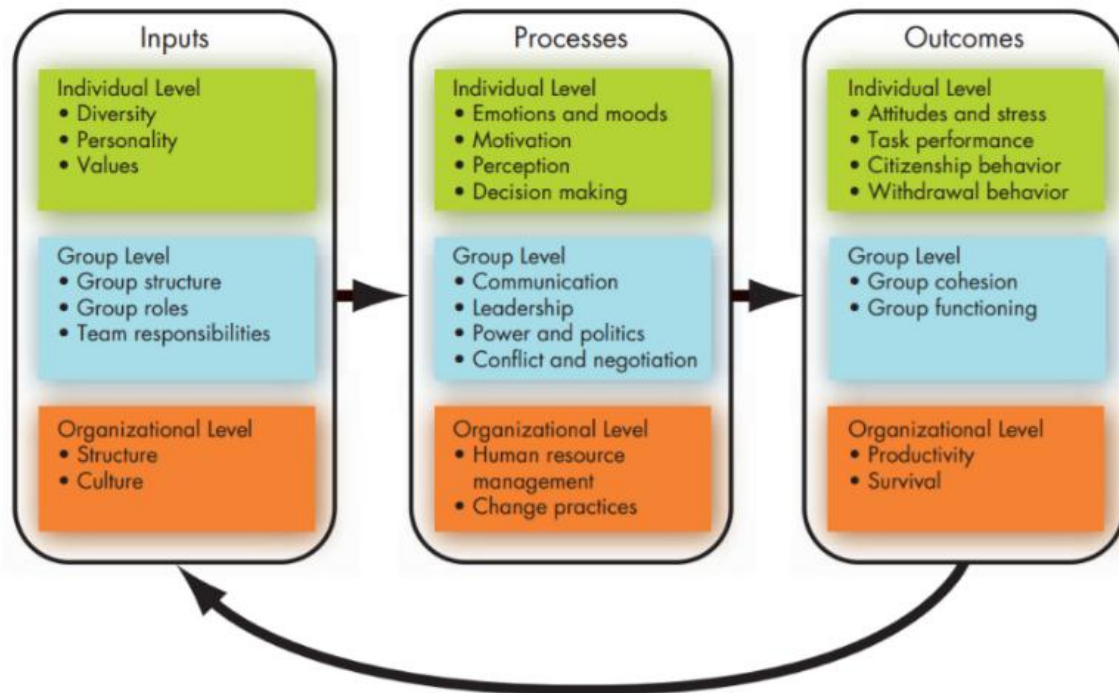 Inputs
Individual Level
• Diversity
• Personality
• Values
Group Level
• Group structure
• Group roles
• Team responsibilities
Organizational Level
• Structure
• Culture
Processes
Individual Level
• Emotions and moods
• Motivation
• Perception
• Decision making
Group Level
• Communication
• Leadership
• Power and politics
• Conflict and negotiation
Organizational Level
• Human resource
management
• Change practices
Outcomes
Individual Level
• Attitudes and stress
• Task performance
• Citizenship behavior
• Withdrawal behavior
Group Level
• Group cohesion
• Group functioning
Organizational Level
• Productivity
• Survival